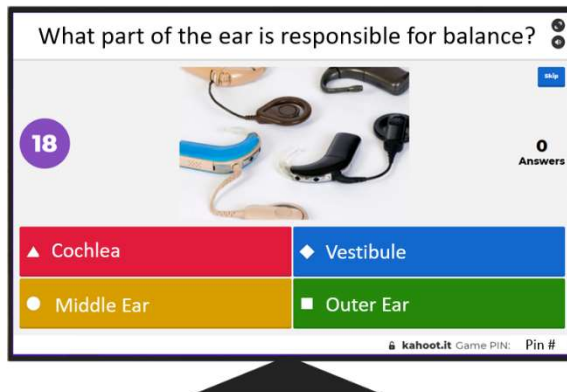 What part of the ear is responsible for balance?
Skip
18
0
Answers
Cochlea
Vestibule
Middle Ear
Outer Ear
kahoot.it Game PIN: Pin #